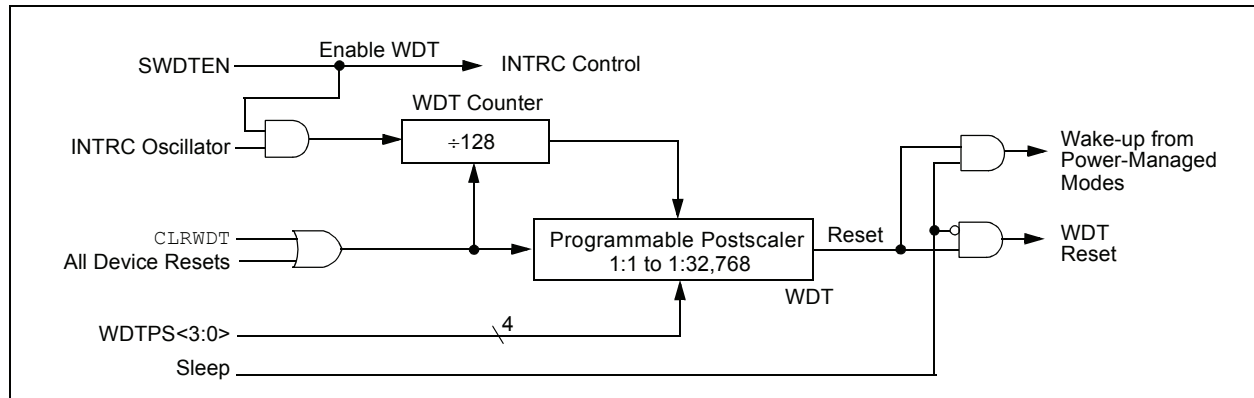 Enable WDT
SWDTEN
INTRC Control
WDT Counter
INTRC Oscillator
÷128
Wake-up from
Power-Managed
Modes
CLRWDT
All Device Resets
Programmable Postscaler
1:1 to 1:32,768
Reset
WDT
WDT
Reset
WDTPS<3:0>
4
Sleep